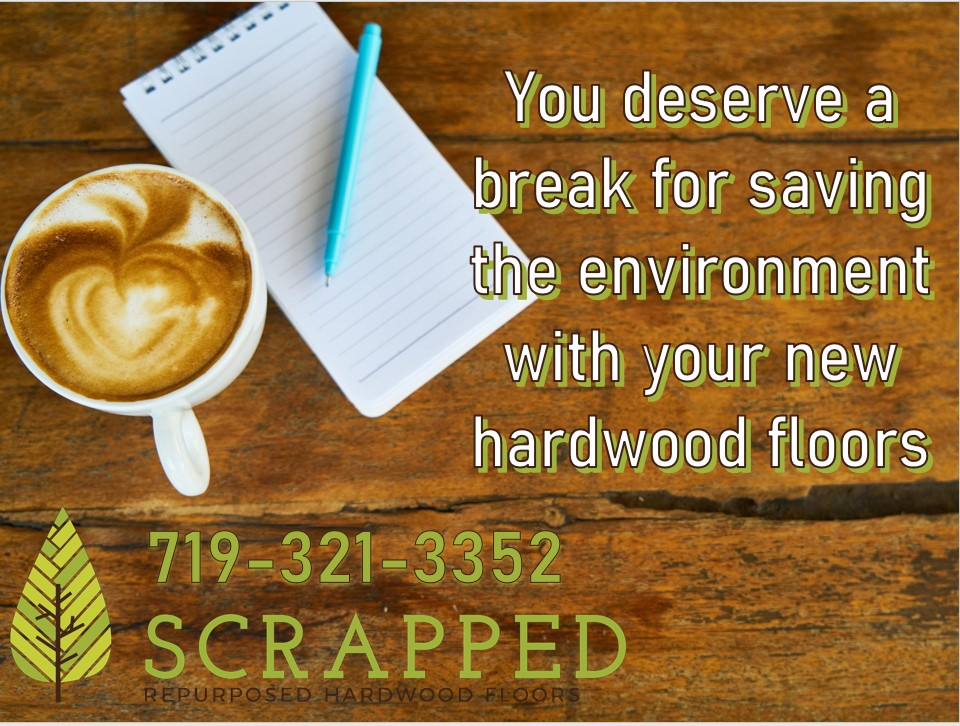 You deserve a
break for saving
the environment
with your new
hardwood floors
719-321-3352
SCRAPPED
REPURPOSED HARDWOOD FLOORS